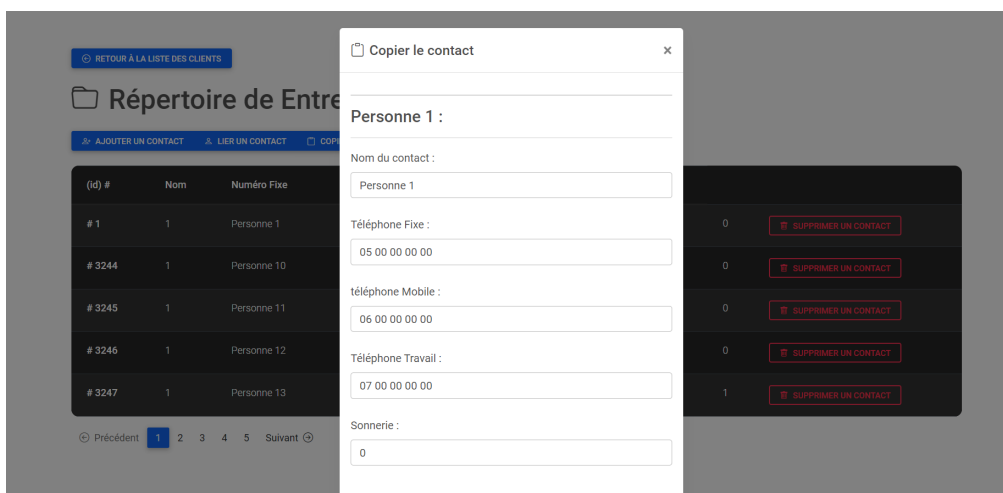 Copier le contact ×
RETOUR À LA LISTE DES CLIENTS
Répertoire de Entre
Personne 1 :
AJOUTER UN CONTACT LIER UN CONTACT COPI
Nom du contact :
Personne 1
(id) # Nom Numéro Fixe
Téléphone Fixe :
# 1 1 Personne 1 0 SUPPRIMER UN CONTACT
05 00 00 00 00
# 3244 1 Personne 10 0 SUPPRIMER UN CONTACT
téléphone Mobile :
# 3245 1 Personne 11 0 SUPPRIMER UN CONTACT
06 00 00 00 00
# 3246 1 Personne 12 0 SUPPRIMER UN CONTACT
Téléphone Travail :
07 00 00 00 00
# 3247 1 Personne 13 1 SUPPRIMER UN CONTACT
Sonnerie :
Précédent 1 2 3 4 5 Suivant
0